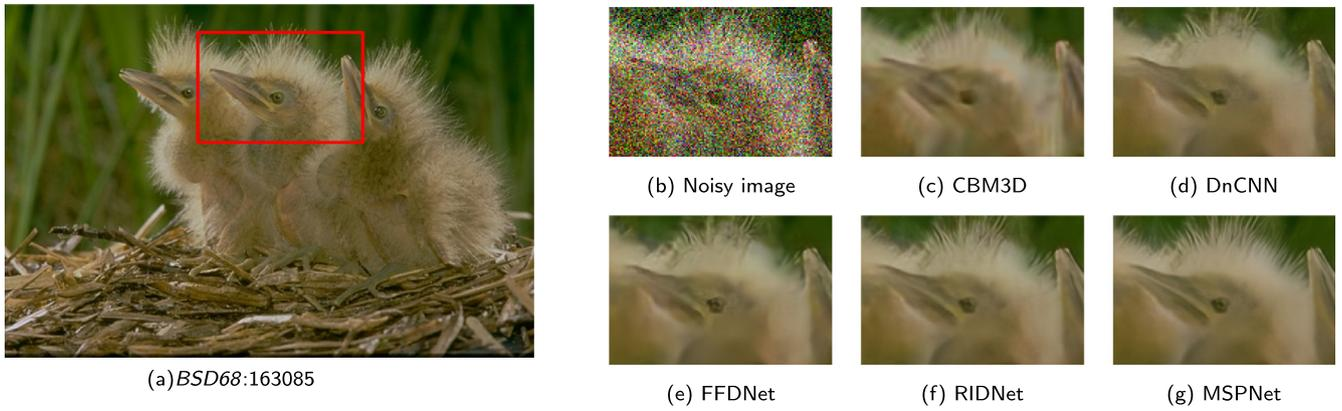 (a)BSD68:163085
(b) Noisy image
(c) CBM3D
(d) DnCNN
(e) FFDNet
(f) RIDNet
(g) MSPNet